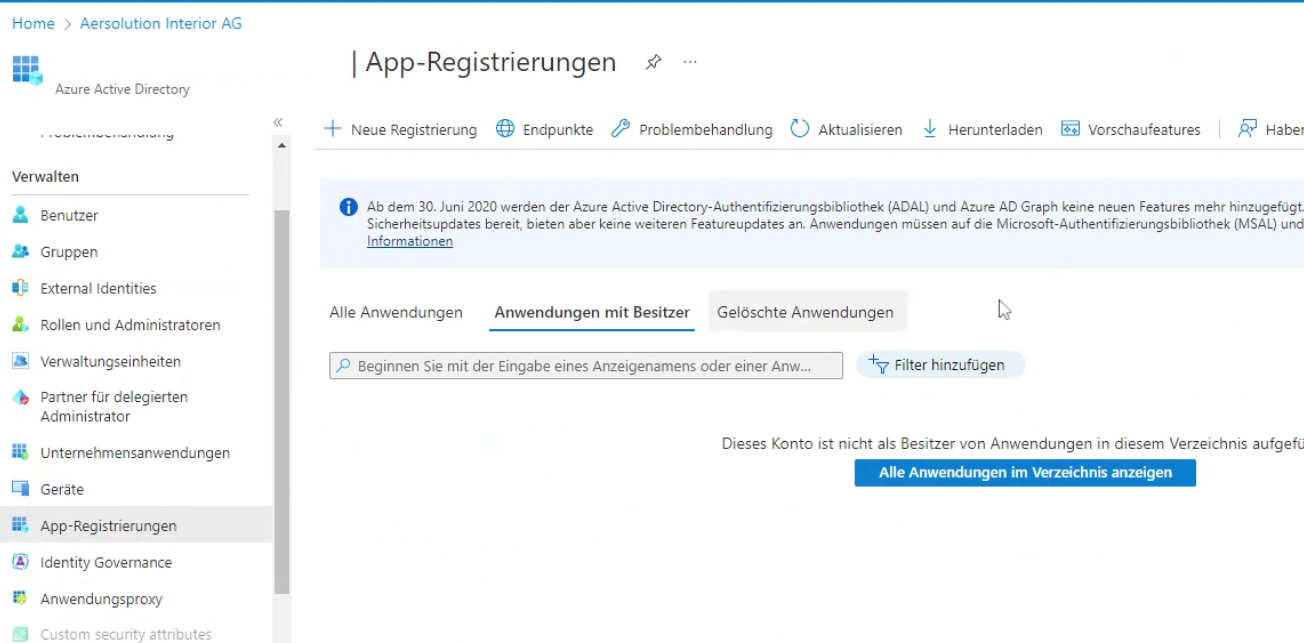 Home > Aersolution Interior AG
| App-Registrierungen
Azure Active Directory
Problembehandlung
Verwalten
Benutzer
Gruppen
External Identities
Rollen und Administratoren
Verwaltungseinheiten
Partner für delegierten
Administrator
Unternehmensanwendungen
Geräte
App-Registrierungen
Identity Governance
Anwendungsproxy
Custom security attributes
Neue Registrierung Endpunkte Problembehandlung Aktualisieren Herunterladen Vorschaufeatures Haben
Ab dem 30. Juni 2020 werden der Azure Active Directory-Authentifizierungsbibliothek (ADAL) und Azure AD Graph keine neuen Features mehr hinzugefügt.
Sicherheitsupdates bereit, bieten aber keine weiteren Featureupdates an. Anwendungen müssen auf die Microsoft-Authentifizierungsbibliothek (MSAL) und
Informationen
Alle Anwendungen Anwendungen mit Besitzer Gelöschte Anwendungen
Beginnen Sie mit der Eingabe eines Anzeigenamens oder einer Anw... Filter hinzufügen
Dieses Konto ist nicht als Besitzer von Anwendungen in diesem Verzeichnis aufgefü
Alle Anwendungen im Verzeichnis anzeigen